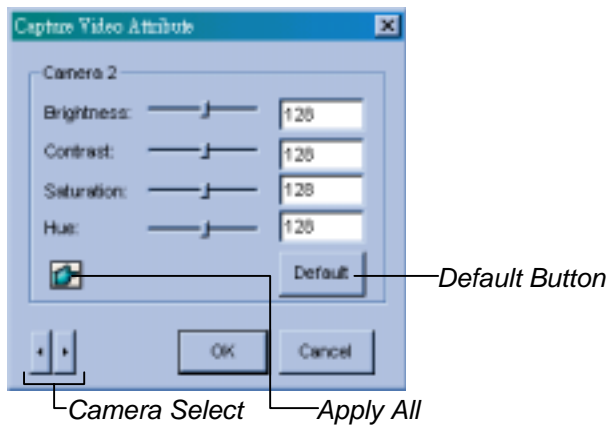 Capture Video Attribute
Camera 2
Brightness: 128
Contrast: 128
Saturation: 128
Hue: 128
Default
Default Button
OK Cancel
Camera Select Apply All